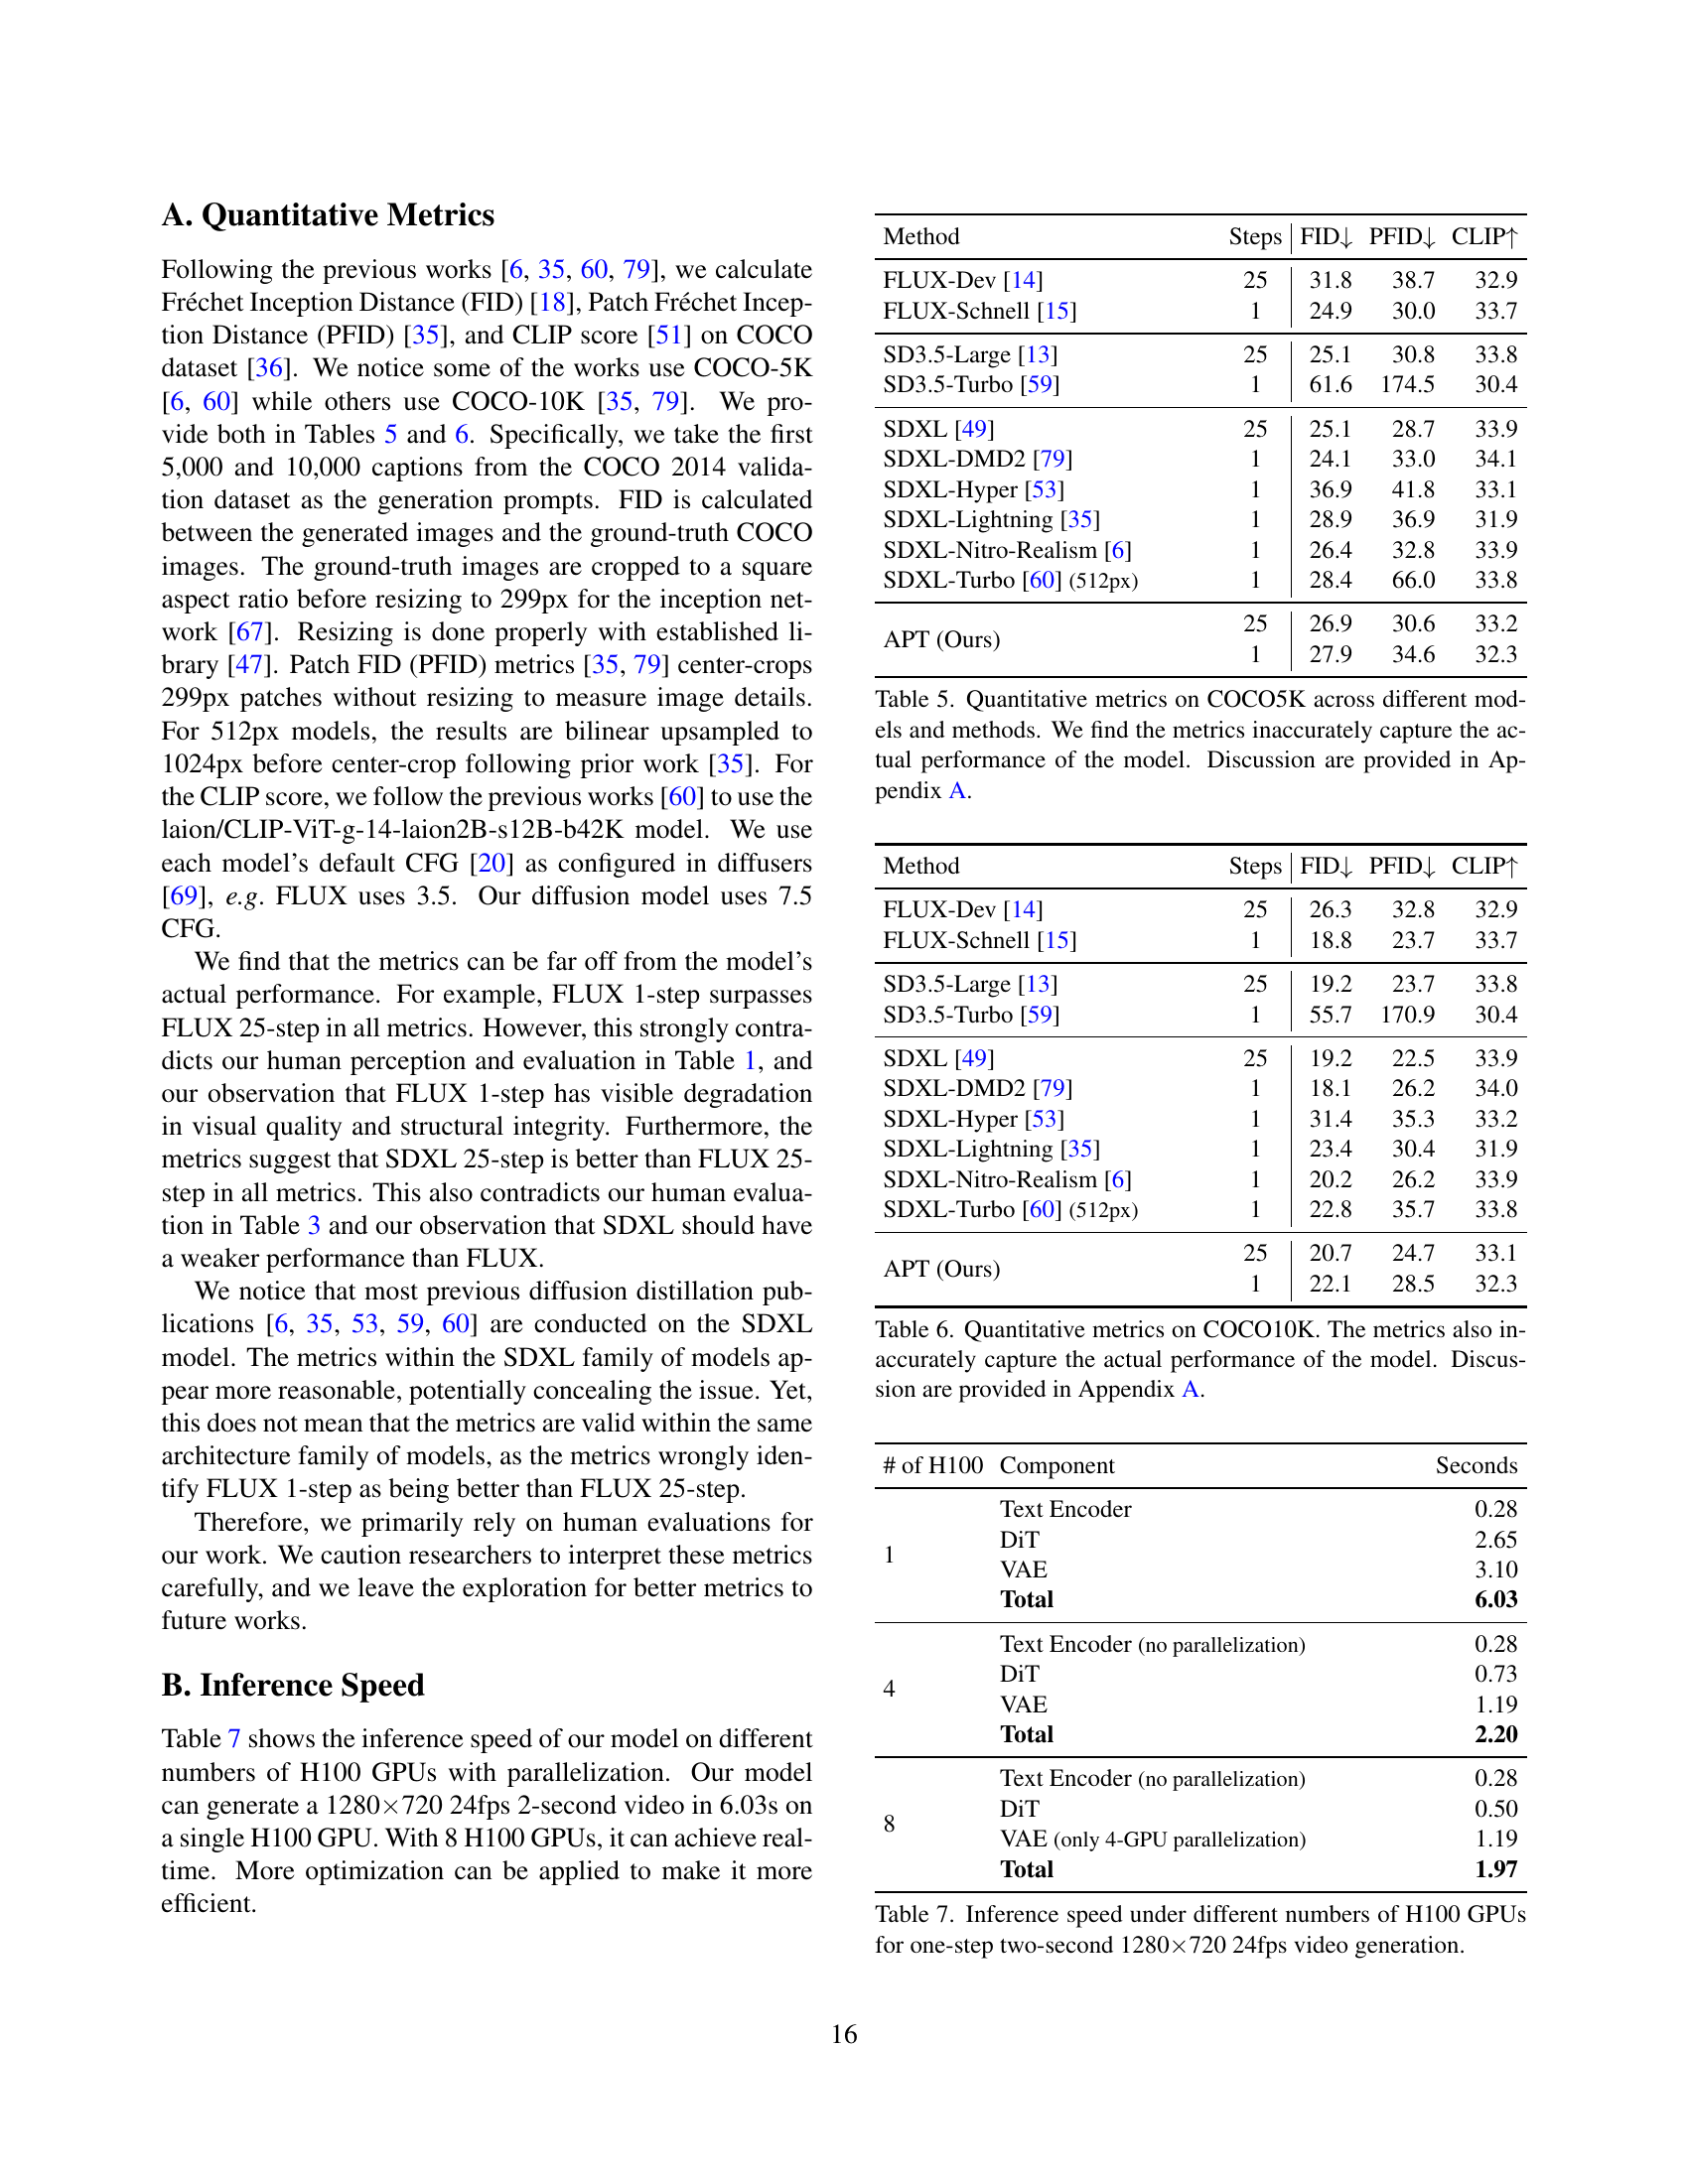 A. Quantitative Metrics
Following the previous works [6, 35, 60, 79], we calculate
Fréchet Inception Distance (FID) [18], Patch Fréchet Incep-
tion Distance (PFID) [35], and CLIP score [51] on COCO
dataset [36]. We notice some of the works use COCO-5K
[6, 60] while others use COCO-10K [35, 79]. We pro-
vide both in Tables 5 and 6. Specifically, we take the first
5,000 and 10,000 captions from the COCO 2014 valida-
tion dataset as the generation prompts. FID is calculated
between the generated images and the ground-truth COCO
images. The ground-truth images are cropped to a square
aspect ratio before resizing to 299px for the inception net-
work [67]. Resizing is done properly with established li-
brary [47]. Patch FID (PFID) metrics [35, 79] center-crops
299px patches without resizing to measure image details.
For 512px models, the results are bilinear upsampled to
1024px before center-crop following prior work [35]. For
the CLIP score, we follow the previous works [60] to use the
laion/CLIP-ViT-g-14-laion2B-s12B-b42K model. We use
each model's default CFG [20] as configured in diffusers
[69], e.g. FLUX uses 3.5. Our diffusion model uses 7.5
CFG.
We find that the metrics can be far off from the model's
actual performance. For example, FLUX 1-step surpasses
FLUX 25-step in all metrics. However, this strongly contra-
dicts our human perception and evaluation in Table 1, and
our observation that FLUX 1-step has visible degradation
in visual quality and structural integrity. Furthermore, the
metrics suggest that SDXL 25-step is better than FLUX 25-
step in all metrics. This also contradicts our human evalua-
tion in Table 3 and our observation that SDXL should have
a weaker performance than FLUX.
We notice that most previous diffusion distillation pub-
lications [6, 35, 53, 59, 60] are conducted on the SDXL
model. The metrics within the SDXL family of models ap-
pear more reasonable, potentially concealing the issue. Yet,
this does not mean that the metrics are valid within the same
architecture family of models, as the metrics wrongly iden-
tify FLUX 1-step as being better than FLUX 25-step.
Therefore, we primarily rely on human evaluations for
our work. We caution researchers to interpret these metrics
carefully, and we leave the exploration for better metrics to
future works.
B. Inference Speed
Table 7 shows the inference speed of our model on different
numbers of H100 GPUs with parallelization. Our model
can generate a 1280×720 24fps 2-second video in 6.03s on
a single H100 GPU. With 8 H100 GPUs, it can achieve real-
time. More optimization can be applied to make it more
efficient.
Method Steps FID↓ PFID↓ CLIP↑
FLUX-Dev [14] 25 31.8 38.7 32.9
FLUX-Schnell [15] 1 24.9 30.0 33.7
SD3.5-Large [13] 25 25.1 30.8 33.8
SD3.5-Turbo [59] 1 61.6 174.5 30.4
SDXL [49] 25 25.1 28.7 33.9
SDXL-DMD2 [79] 1 24.1 33.0 34.1
SDXL-Hyper [53] 1 36.9 41.8 33.1
SDXL-Lightning [35] 1 28.9 36.9 31.9
SDXL-Nitro-Realism [6] 1 26.4 32.8 33.9
SDXL-Turbo [60] (512px) 1 28.4 66.0 33.8
APT (Ours) 25 26.9 30.6 33.2
1 27.9 34.6 32.3
Table 5. Quantitative metrics on COCO5K across different mod-
els and methods. We find the metrics inaccurately capture the ac-
tual performance of the model. Discussion are provided in Ap-
pendix A.
Method Steps FID↓ PFID↓ CLIP↑
FLUX-Dev [14] 25 26.3 32.8 32.9
FLUX-Schnell [15] 1 18.8 23.7 33.7
SD3.5-Large [13] 25 19.2 23.7 33.8
SD3.5-Turbo [59] 1 55.7 170.9 30.4
SDXL [49] 25 19.2 22.5 33.9
SDXL-DMD2 [79] 1 18.1 26.2 34.0
SDXL-Hyper [53] 1 31.4 35.3 33.2
SDXL-Lightning [35] 1 23.4 30.4 31.9
SDXL-Nitro-Realism [6] 1 20.2 26.2 33.9
SDXL-Turbo [60] (512px) 1 22.8 35.7 33.8
APT (Ours) 25 20.7 24.7 33.1
1 22.1 28.5 32.3
Table 6. Quantitative metrics on COCO10K. The metrics also in-
accurately capture the actual performance of the model. Discus-
sion are provided in Appendix A.
# of H100 Component Seconds
1 Text Encoder 0.28
DiT 2.65
VAE 3.10
Total 6.03
4 Text Encoder (no parallelization) 0.28
DiT 0.73
VAE 1.19
Total 2.20
8 Text Encoder (no parallelization) 0.28
DiT 0.50
VAE (only 4-GPU parallelization) 1.19
Total 1.97
Table 7. Inference speed under different numbers of H100 GPUs
for one-step two-second 1280×720 24fps video generation.
16